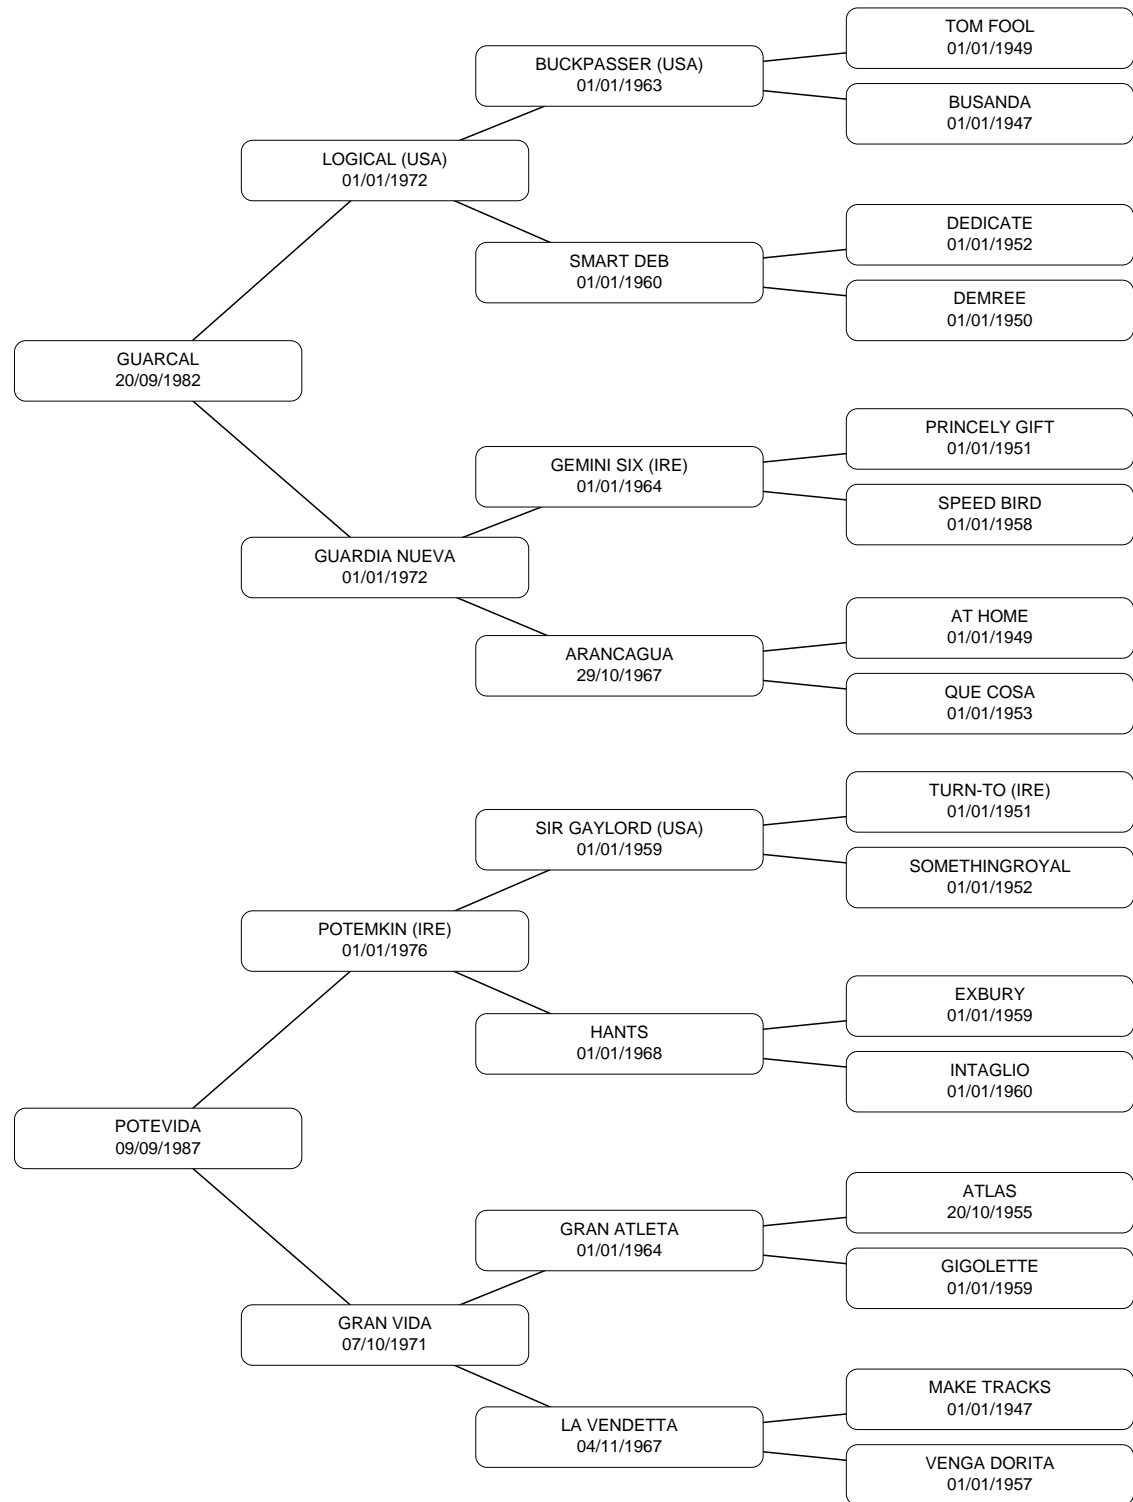 TOM FOOL
01/01/1949
BUCKPASSER (USA)
01/01/1963
BUSANDA
01/01/1947
LOGICAL (USA)
01/01/1972
DEDICATE
01/01/1952
SMART DEB
01/01/1960
DEMREE
01/01/1950
GUARCAL
20/09/1982
PRINCELY GIFT
01/01/1951
GEMINI SIX (IRE)
01/01/1964
SPEED BIRD
01/01/1958
GUARDIA NUEVA
01/01/1972
AT HOME
01/01/1949
ARANCAGUA
29/10/1967
QUE COSA
01/01/1953
TURN-TO (IRE)
01/01/1951
SIR GAYLORD (USA)
01/01/1959
SOMETHINGROYAL
01/01/1952
POTEMKIN (IRE)
01/01/1976
EXBURY
01/01/1959
HANTS
01/01/1968
INTAGLIO
01/01/1960
POTEVIDA
09/09/1987
ATLAS
20/10/1955
GRAN ATLETA
01/01/1964
GIGOLETTE
01/01/1959
GRAN VIDA
07/10/1971
MAKE TRACKS
01/01/1947
LA VENDETTA
04/11/1967
VENGA DORITA
01/01/1957